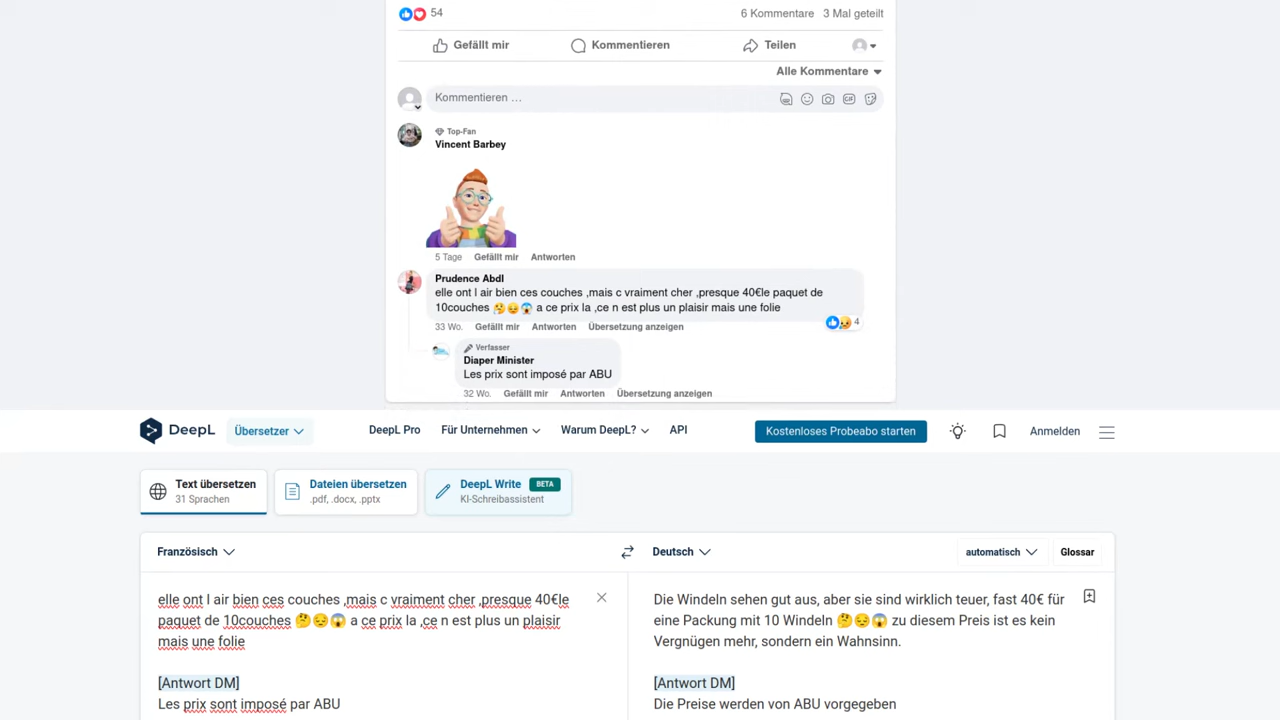 54
6 Kommentare 3 Mal geteilt
Gefällt mir Kommentieren Teilen
Alle Kommentare
Kommentieren …
GIF
Top-Fan
Vincent Barbey
5 Tage Gefällt mir Antworten
Prudence Abdl
elle ont l air bien ces couches ,mais c vraiment cher ,presque 40€le paquet de
10couches 🤔😔😱 a ce prix la ,ce n est plus un plaisir mais une folie
4
33 Wo. Gefällt mir Antworten Übersetzung anzeigen
Verfasser
Diaper Minister
Les prix sont imposé par ABU
32 Wo. Gefällt mir Antworten Übersetzung anzeigen
DeepL Übersetzer DeepL Pro Für Unternehmen Warum DeepL? API Kostenloses Probeabo starten Anmelden
Text übersetzen
31 Sprachen
Dateien übersetzen
.pdf, .docx, .pptx
DeepL Write BETA
KI-Schreibassistent
Französisch
Deutsch
automatisch
Glossar
elle ont l air bien ces couches ,mais c vraiment cher ,presque 40€le
paquet de 10couches 🤔😔😱 a ce prix la ,ce n est plus un plaisir
mais une folie
[Antwort DM]
Les prix sont imposé par ABU
Die Windeln sehen gut aus, aber sie sind wirklich teuer, fast 40€ für
eine Packung mit 10 Windeln 🤔😔😱 zu diesem Preis ist es kein
Vergnügen mehr, sondern ein Wahnsinn.
[Antwort DM]
Die Preise werden von ABU vorgegeben